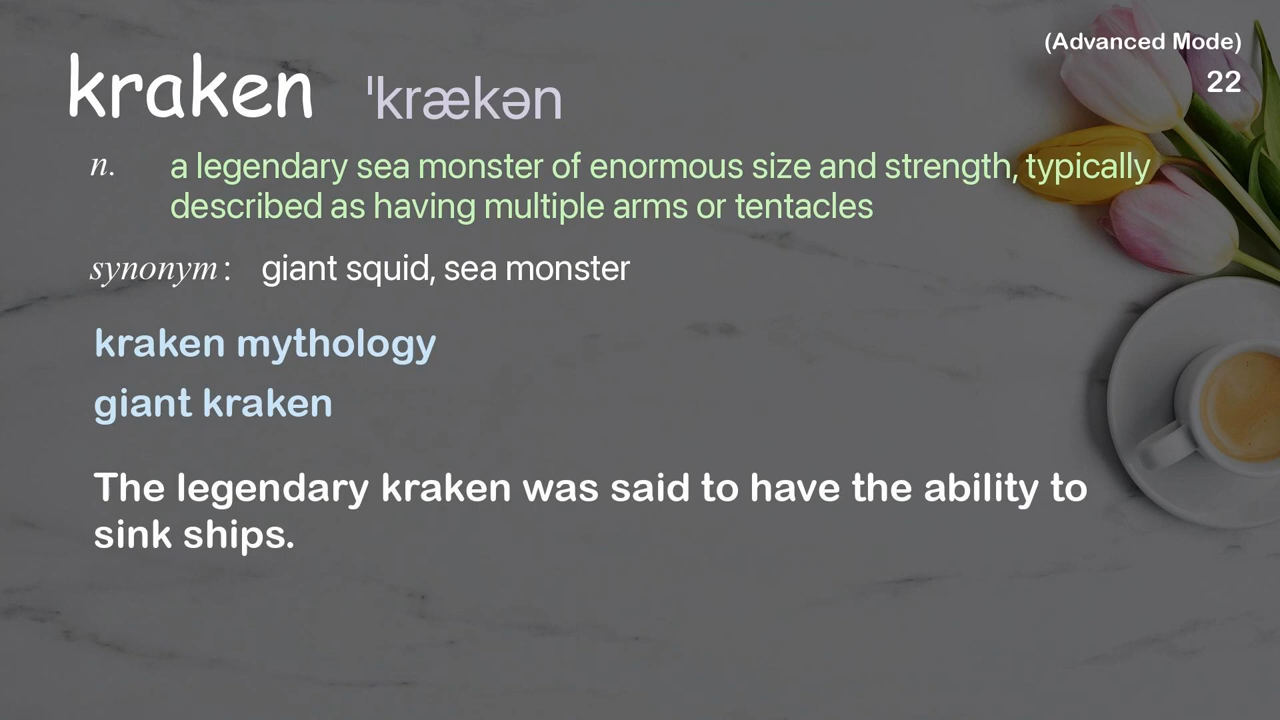 (Advanced Mode)
22
kraken ˈkrækən
n. a legendary sea monster of enormous size and strength, typically
described as having multiple arms or tentacles
synonym: giant squid, sea monster
kraken mythology
giant kraken
The legendary kraken was said to have the ability to
sink ships.